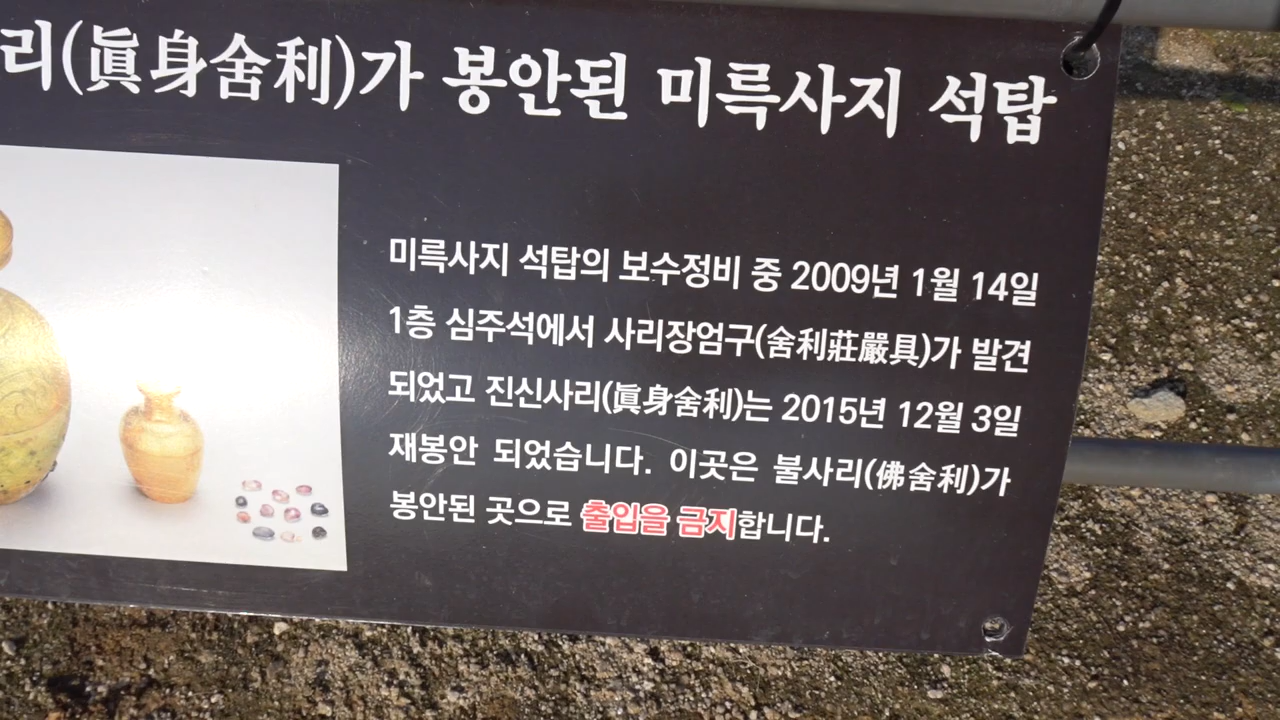 리(眞身舍利)가 봉안된 미륵사지 석탑
미륵사지 석탑의 보수정비 중 2009년 1월 14일
1층 심주석에서 사리장엄구(舍利莊嚴具)가 발견
되었고 진신사리(眞身舍利)는 2015년 12월 3일
재봉안 되었습니다. 이곳은 불사리(佛舍利)가
봉안된 곳으로 출입을 금지합니다.